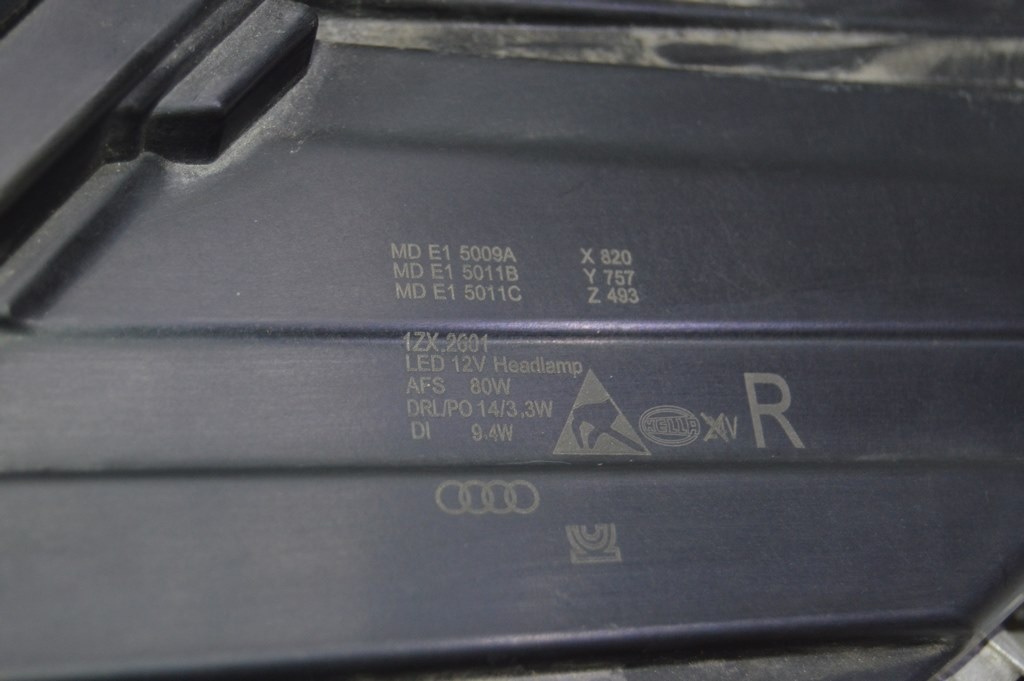 MD E1 5009A X 820
MD E1 5011B Y 757
MD E1 5011C Z 493
1ZX.2601
LED 12V Headlamp
AFS 80W
DRL/PO 14/3,3W
DI 9.4W
HELLA
R